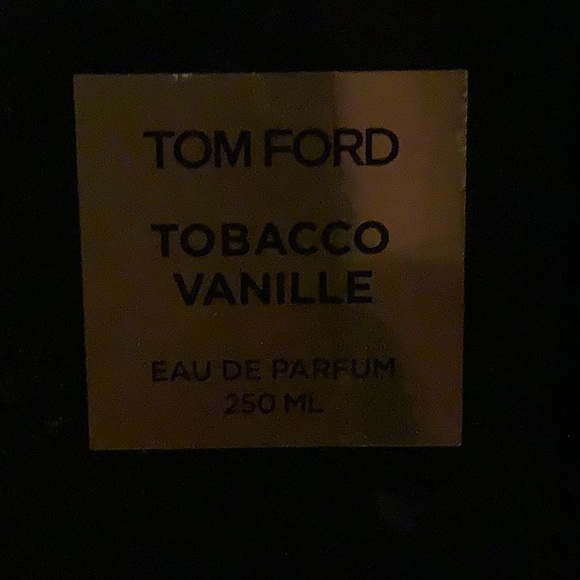 TOM FORD
TOBACCO
VANILLE
EAU DE PARFUM
250 ML